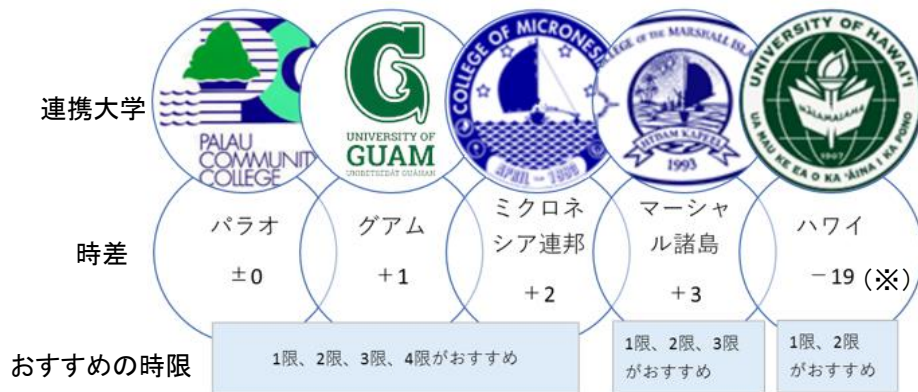 連携大学
PALAU
COMMUNITY
COLLEGE
UNIVERSITY OF
GUAM
UNIBETSEDÅT GUÅHAN
COLLEGE OF MICRONESIA
APRIL - 1993
COLLEGE OF THE MARSHALL ISLA
JITDAM KAPEEL
1993
UNIVERSITY OF HAWAI'I
MĀLAMALAMA
1907
UA MAU KE EA O KA 'ĀINA I KA PONO
時差
パラオ
±0
グアム
+1
ミクロネ
シア連邦
+2
マーシャ
ル諸島
+3
ハワイ
-19 (※)
おすすめの時限
1限、2限、3限、4限がおすすめ
1限、2限、3限
がおすすめ
1限、2限
がおすすめ